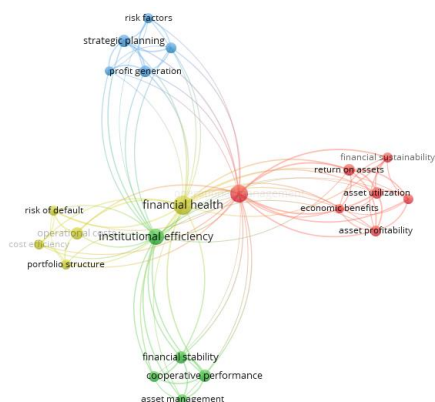 risk factors
strategic planning
profit generation
financial sustainability
return on assets
asset utilization
financial health
economic benefits
risk of default
asset profitability
operational costs
institutional efficiency
cost efficiency
portfolio structure
financial stability
cooperative performance
asset management